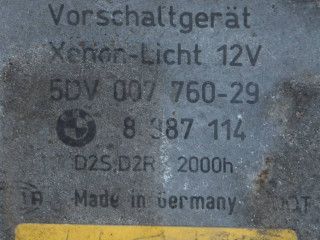 Vorschaltgerät
Xenon-Licht 12V
5DV 007 760-29
8 387 114
D2S,D2R 2000h
Made in Germany